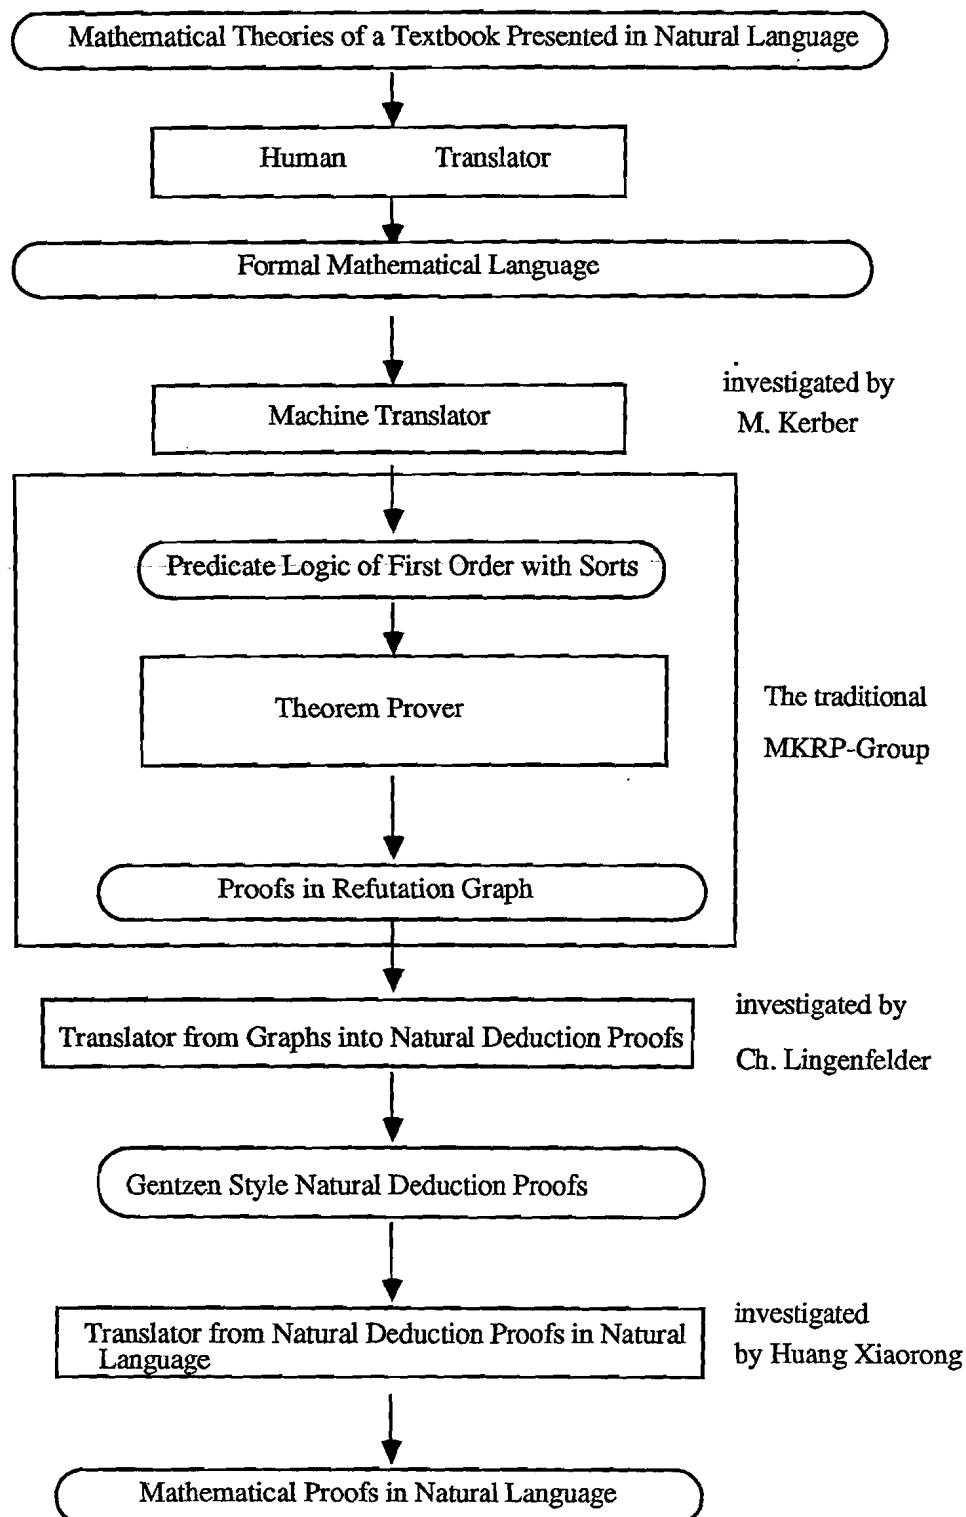 Mathematical Theories of a Textbook Presented in Natural Language
Human Translator
Formal Mathematical Language
investigated by
M. Kerber
Machine Translator
Predicate Logic of First Order with Sorts
Theorem Prover
The traditional
MKRP-Group
Proofs in Refutation Graph
investigated by
Ch. Lingenfelder
Translator from Graphs into Natural Deduction Proofs
Gentzen Style Natural Deduction Proofs
investigated
by Huang Xiaorong
Translator from Natural Deduction Proofs in Natural
Language
Mathematical Proofs in Natural Language